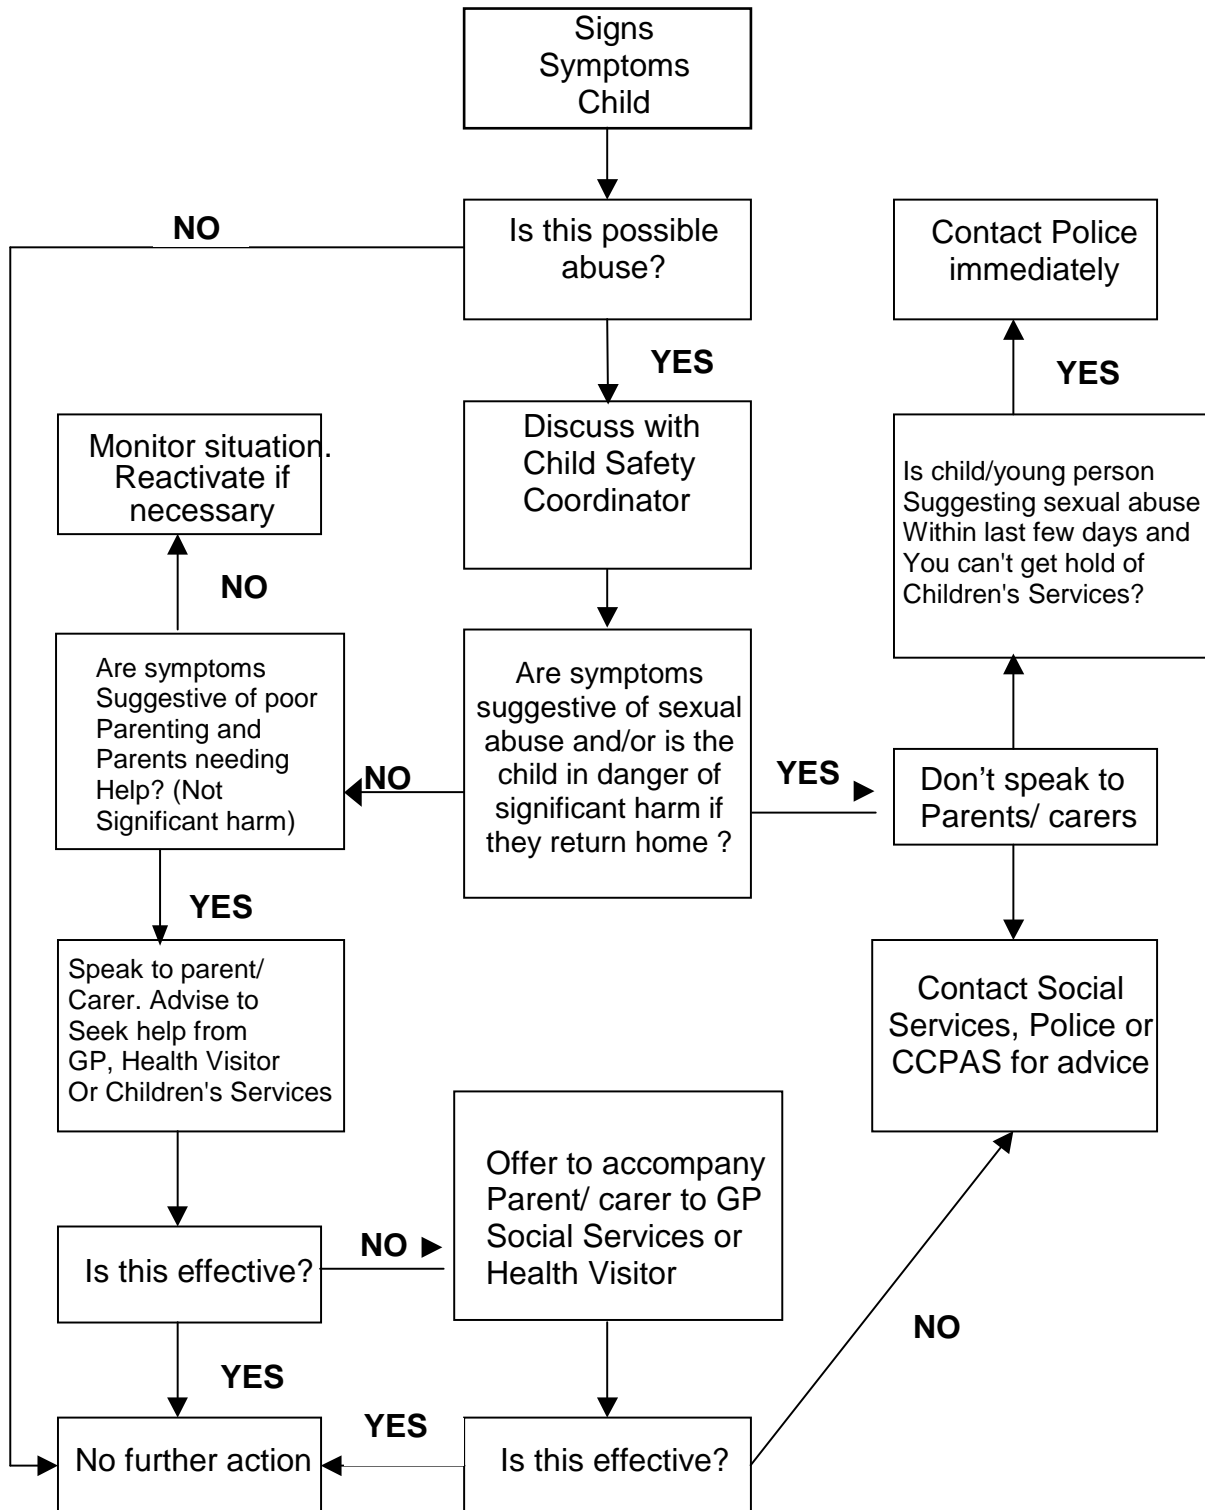 Signs
Symptoms
Child
NO
Is this possible
abuse?
Contact Police
immediately
YES
YES
Monitor situation.
Reactivate if
necessary
Discuss with
Child Safety
Coordinator
Is child/young person
Suggesting sexual abuse
Within last few days and
You can't get hold of
Children's Services?
NO
Are symptoms
Suggestive of poor
Parenting and
Parents needing
Help? (Not
Significant harm)
NO
Are symptoms
suggestive of sexual
abuse and/or is the
child in danger of
significant harm if
they return home ?
YES
Don’t speak to
Parents/ carers
YES
Speak to parent/
Carer. Advise to
Seek help from
GP, Health Visitor
Or Children's Services
Contact Social
Services, Police or
CCPAS for advice
Offer to accompany
Parent/ carer to GP
Social Services or
Health Visitor
Is this effective?
NO
NO
YES
No further action
YES
Is this effective?